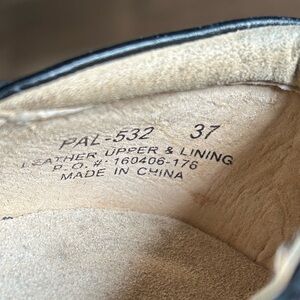 PAL-532 37
LEATHER UPPER & LINING
P.O.#: 160406-176
MADE IN CHINA